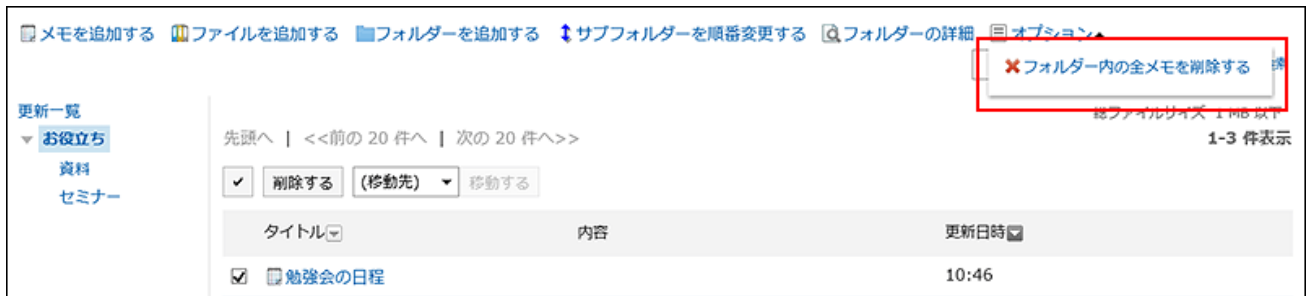 メモを追加する ファイルを追加する フォルダーを追加する サブフォルダーを順番変更する フォルダーの詳細 オプション
フォルダー内の全メモを削除する
更新一覧
お役立ち
資料
セミナー
総ファイルサイズ 1 MB 以下
先頭へ | <<前の 20 件へ | 次の 20 件へ>>
1-3 件表示
削除する (移動先) 移動する
タイトル 内容 更新日時
勉強会の日程 10:46